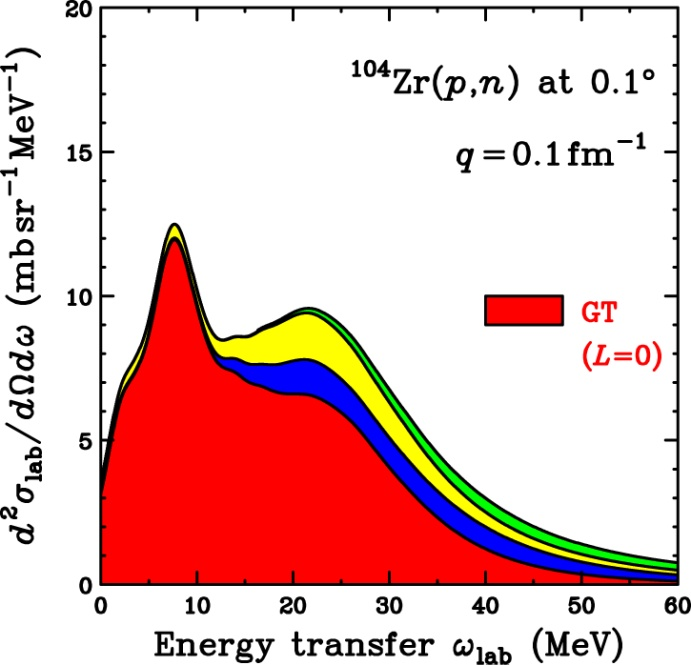 20
15
10
5
0
0 10 20 30 40 50 60
d²σlab/dΩdω (mb sr⁻¹ MeV⁻¹)
¹⁰⁴Zr(p,n) at 0.1°
q = 0.1 fm⁻¹
GT
(L=0)
Energy transfer ωlab (MeV)